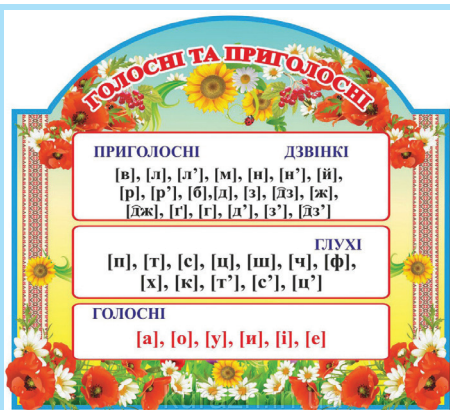 ГОЛОСНІ ТА ПРИГОЛОСНІ
ПРИГОЛОСНІ ДЗВІНКІ
[в], [л], [л’], [м], [н], [н’], [й],
[р], [р’], [б],[д], [з], [д͡з], [ж],
[д͡ж], [ґ], [г], [д’], [з’], [д͡з’]
ГЛУХІ
[п], [т], [с], [ц], [ш], [ч], [ф],
[х], [к], [т’], [с’], [ц’]
ГОЛОСНІ
[а], [о], [у], [и], [і], [е]